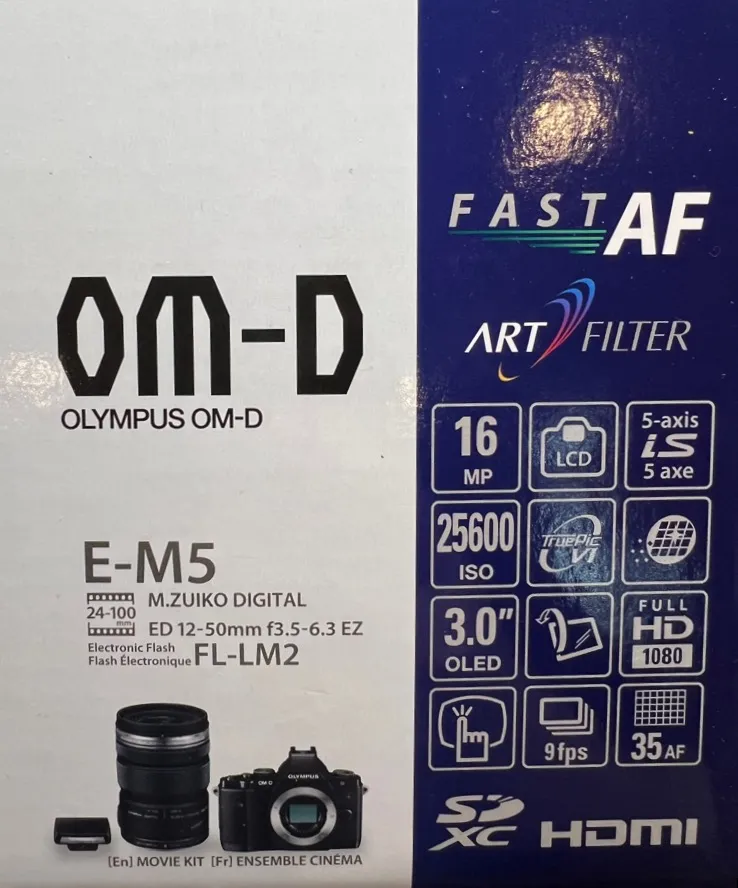 OM-D
OLYMPUS OM-D
E-M5
24-100
mm
M.ZUIKO DIGITAL
ED 12-50mm f3.5-6.3 EZ
Electronic Flash
Flash Électronique FL-LM2
OM-D OLYMPUS
[En] MOVIE KIT [Fr] ENSEMBLE CINÉMA
FAST AF
ART FILTER
16
MP
LCD
5-axis
iS
5 axe
25600
ISO
TruePic
VI
3.0"
OLED
FULL
HD
1080
9fps
35 AF
SD
XC
HDMI